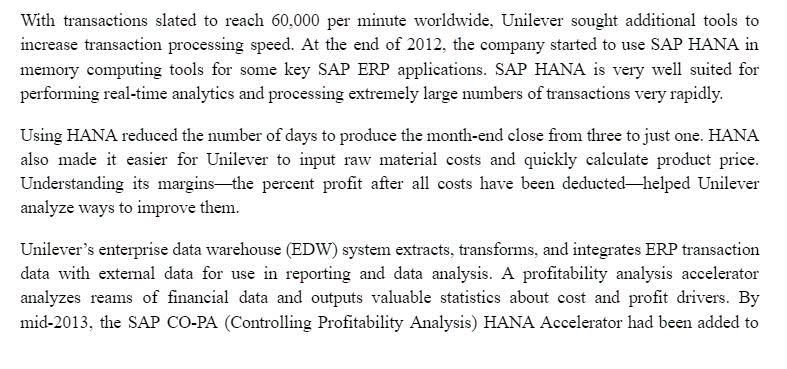 With transactions slated to reach 60,000 per minute worldwide, Unilever sought additional tools to
increase transaction processing speed. At the end of 2012, the company started to use SAP HANA in
memory computing tools for some key SAP ERP applications. SAP HANA is very well suited for
performing real-time analytics and processing extremely large numbers of transactions very rapidly.
Using HANA reduced the number of days to produce the month-end close from three to just one. HANA
also made it easier for Unilever to input raw material costs and quickly calculate product price.
Understanding its margins—the percent profit after all costs have been deducted—helped Unilever
analyze ways to improve them.
Unilever’s enterprise data warehouse (EDW) system extracts, transforms, and integrates ERP transaction
data with external data for use in reporting and data analysis. A profitability analysis accelerator
analyzes reams of financial data and outputs valuable statistics about cost and profit drivers. By
mid-2013, the SAP CO-PA (Controlling Profitability Analysis) HANA Accelerator had been added to